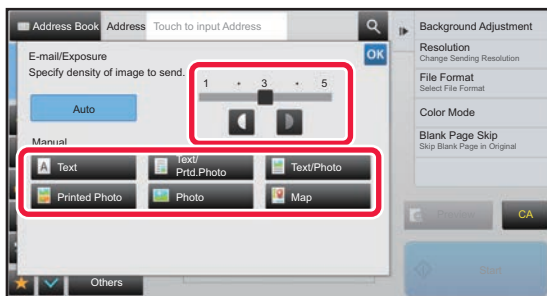 Address Book Address Touch to input Address
E-mail/Exposure
Specify density of image to send.
OK
1 3 5
Auto
Manual
A Text
Text/
Prtd.Photo
Text/Photo
Printed Photo
Photo
Map
Others
Background Adjustment
Resolution
Change Sending Resolution
File Format
Select File Format
Color Mode
Blank Page Skip
Skip Blank Page in Original
Preview
CA
Start